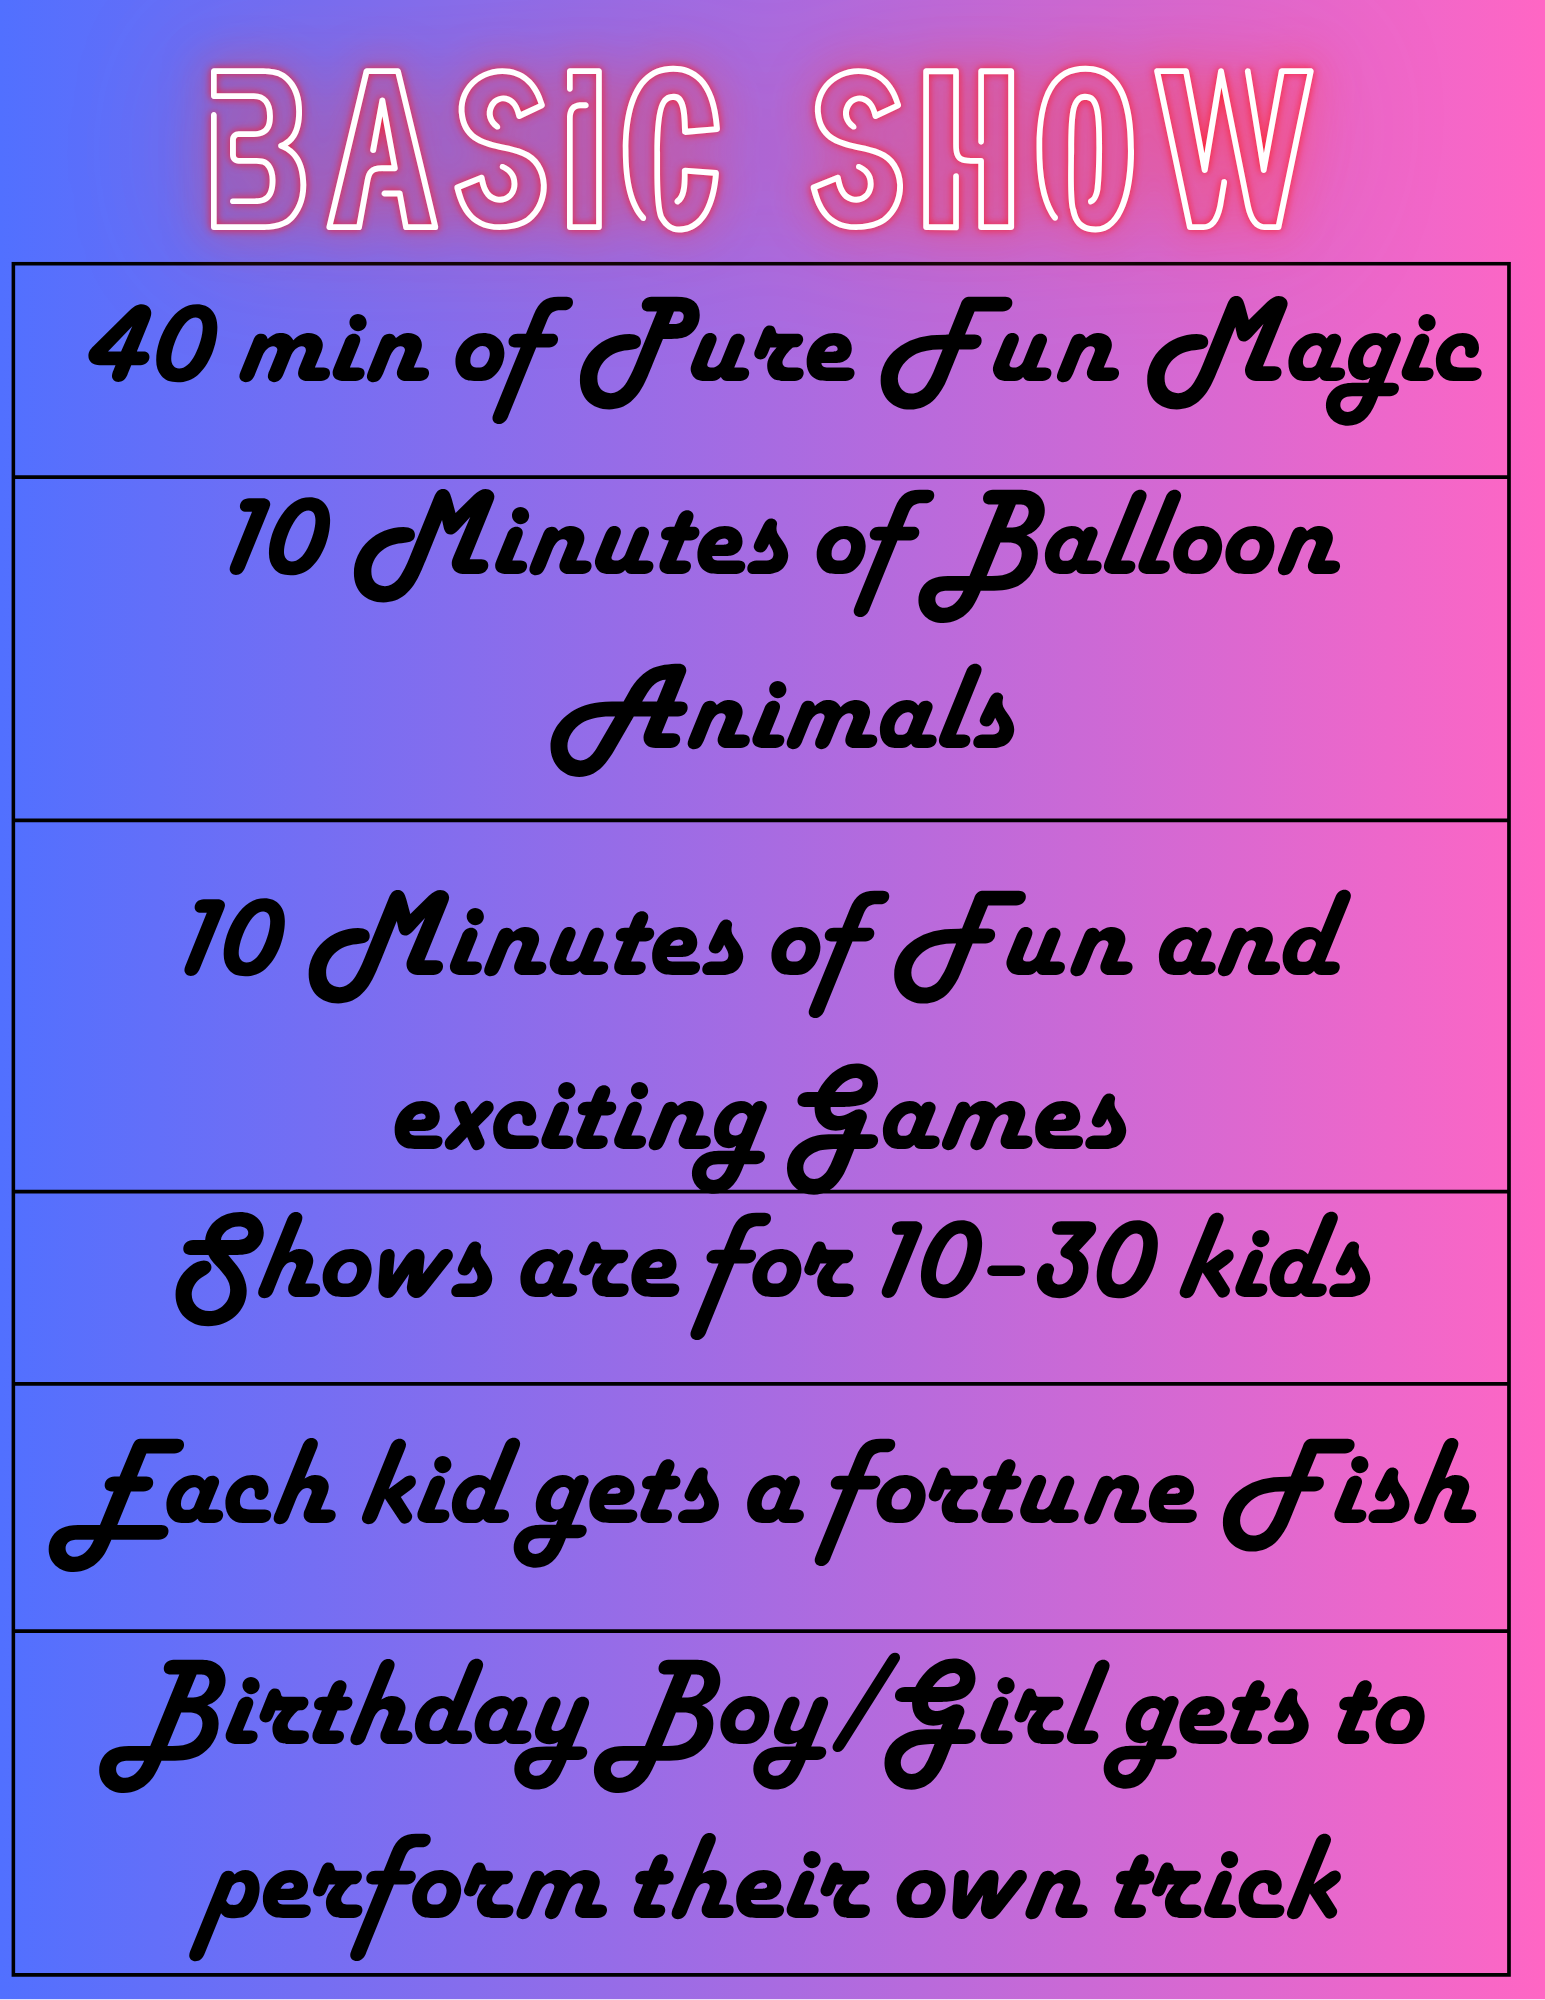 BASIC SHOW
40 min of Pure Fun Magic
10 Minutes of Balloon
Animals
10 Minutes of Fun and
exciting Games
Shows are for 10-30 kids
Each kid gets a fortune Fish
Birthday Boy/Girl gets to
perform their own trick